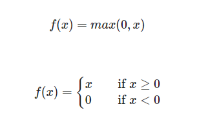 f(x) = max(0, x)
f(x) = { x if x ≥ 0
0 if x < 0